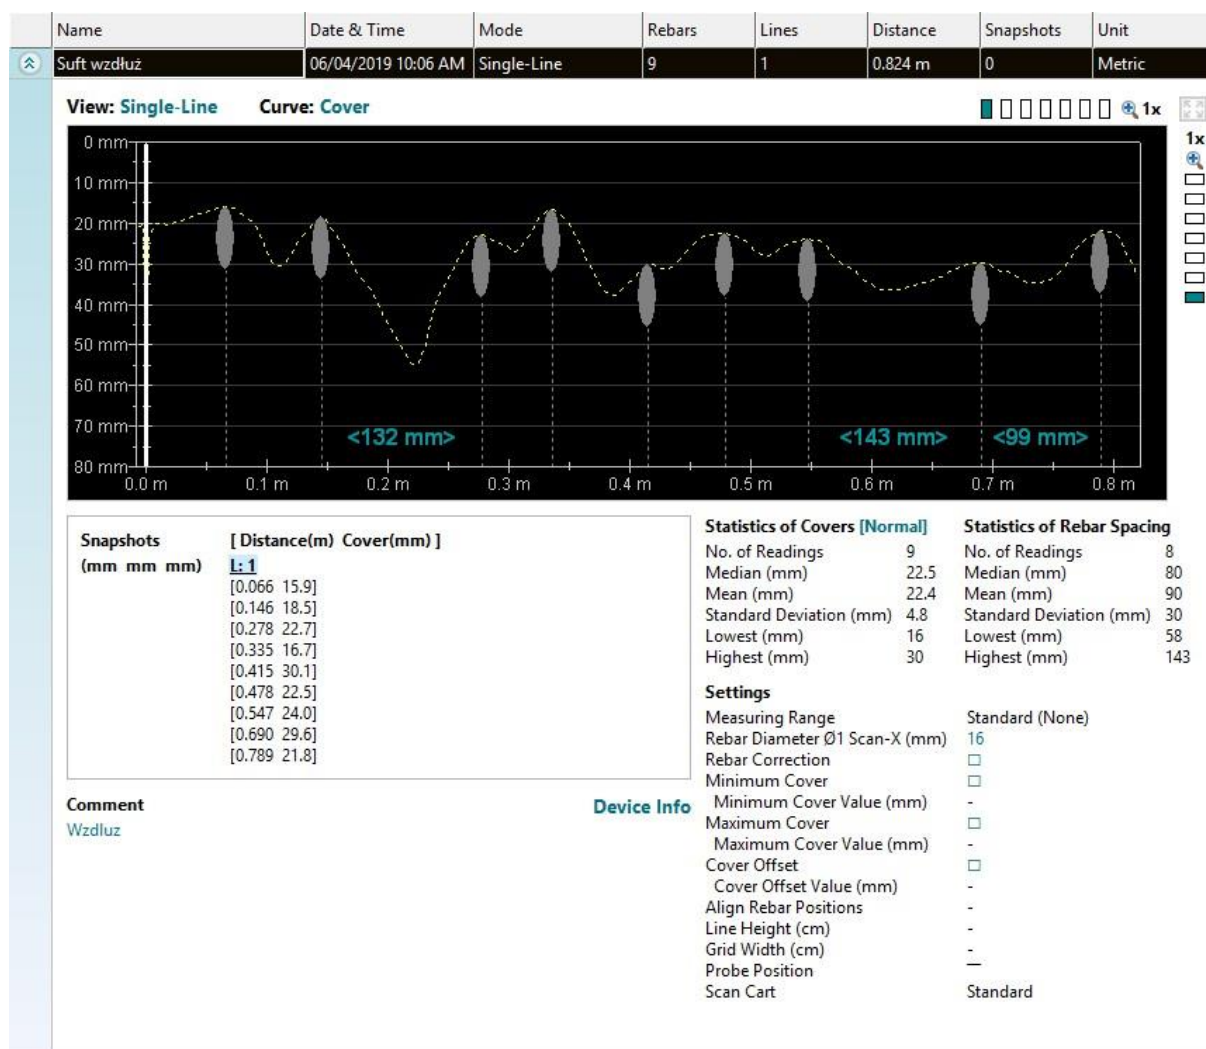 Name Date & Time Mode Rebars Lines Distance Snapshots Unit
Suft wzdłuż 06/04/2019 10:06 AM Single-Line 9 1 0.824 m 0 Metric
View: Single-Line Curve: Cover 1x
1x
0 mm
10 mm
20 mm
30 mm
40 mm
50 mm
60 mm
70 mm
<132 mm> <143 mm> <99 mm>
80 mm
0.0 m 0.1 m 0.2 m 0.3 m 0.4 m 0.5 m 0.6 m 0.7 m 0.8 m
Snapshots [ Distance(m) Cover(mm) ]
(mm mm mm) L: 1
[0.066 15.9]
[0.146 18.5]
[0.278 22.7]
[0.335 16.7]
[0.415 30.1]
[0.478 22.5]
[0.547 24.0]
[0.690 29.6]
[0.789 21.8]
Comment
Wzdluz
Device Info
Statistics of Covers [Normal]
No. of Readings 9
Median (mm) 22.5
Mean (mm) 22.4
Standard Deviation (mm) 4.8
Lowest (mm) 16
Highest (mm) 30
Statistics of Rebar Spacing
No. of Readings 8
Median (mm) 80
Mean (mm) 90
Standard Deviation (mm) 30
Lowest (mm) 58
Highest (mm) 143
Settings
Measuring Range Standard (None)
Rebar Diameter Ø1 Scan-X (mm) 16
Rebar Correction
Minimum Cover
Minimum Cover Value (mm) -
Maximum Cover
Maximum Cover Value (mm) -
Cover Offset
Cover Offset Value (mm) -
Align Rebar Positions -
Line Height (cm) -
Grid Width (cm) -
Probe Position —
Scan Cart Standard